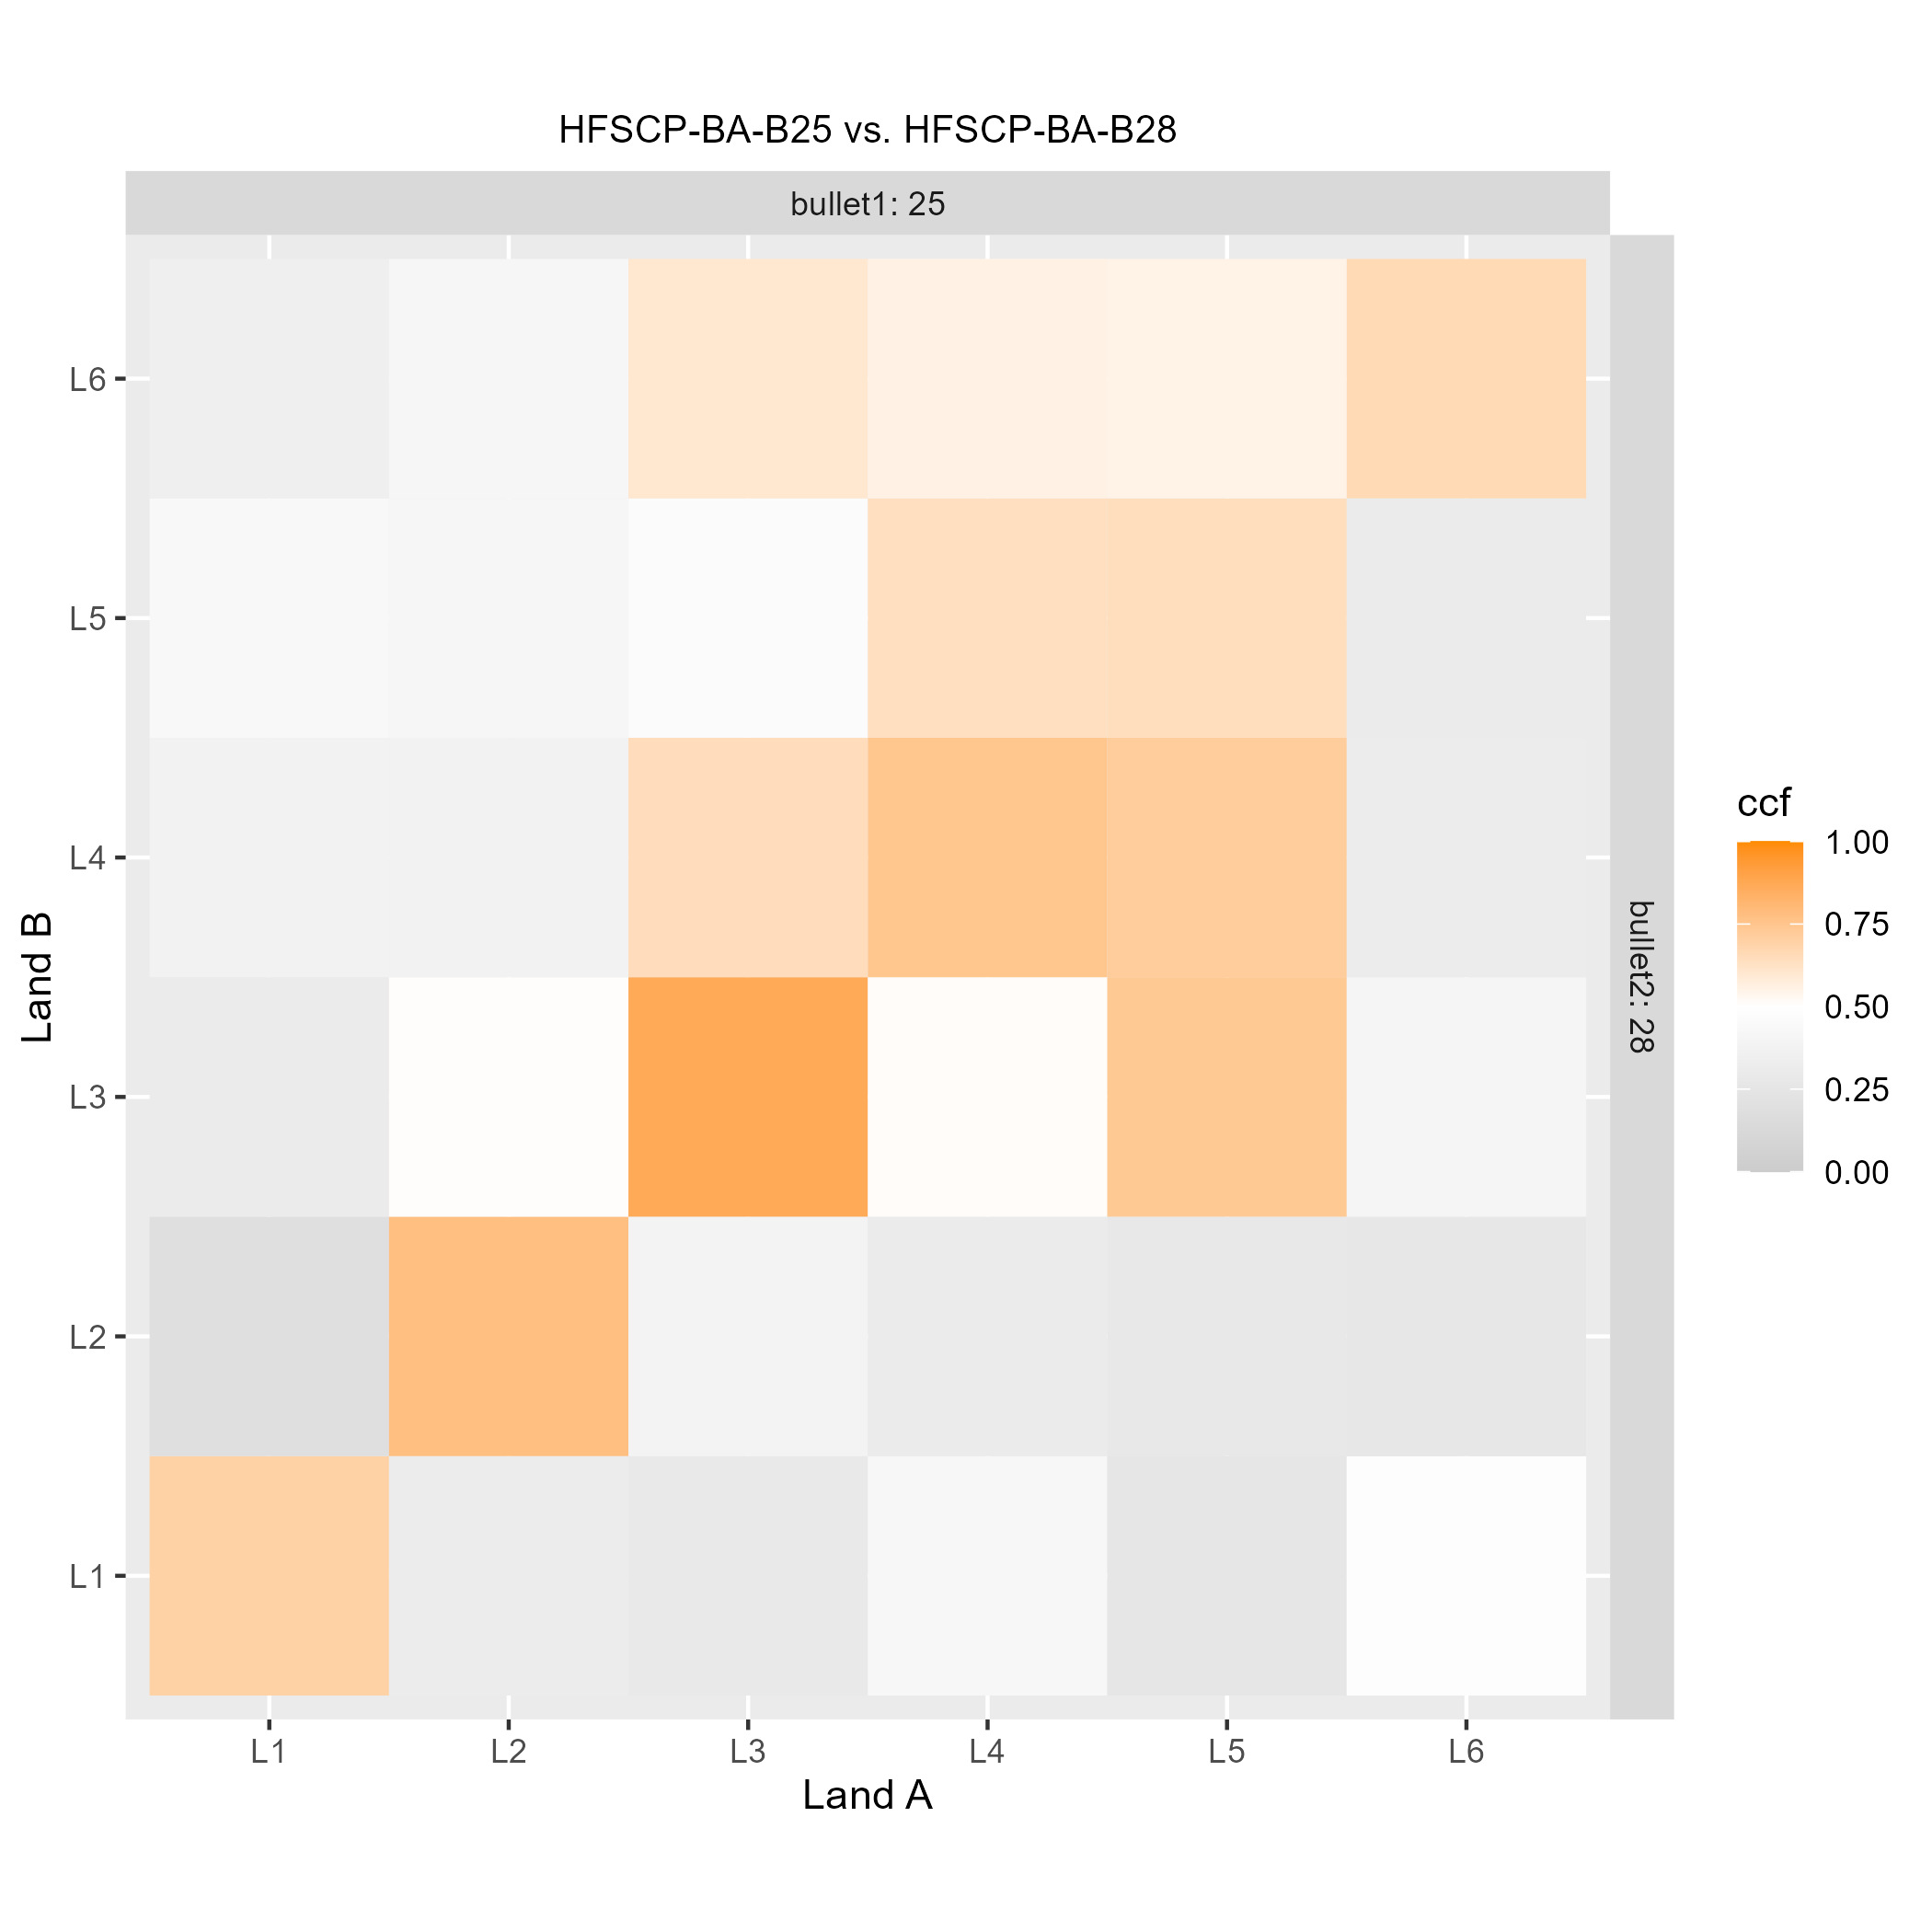 HFSCP-BA-B25 vs. HFSCP-BA-B28
bullet1: 25
L6
L5
L4
L3
L2
L1
Land B
L1 L2 L3 L4 L5 L6
Land A
bullet2: 28
ccf
1.00
0.75
0.50
0.25
0.00